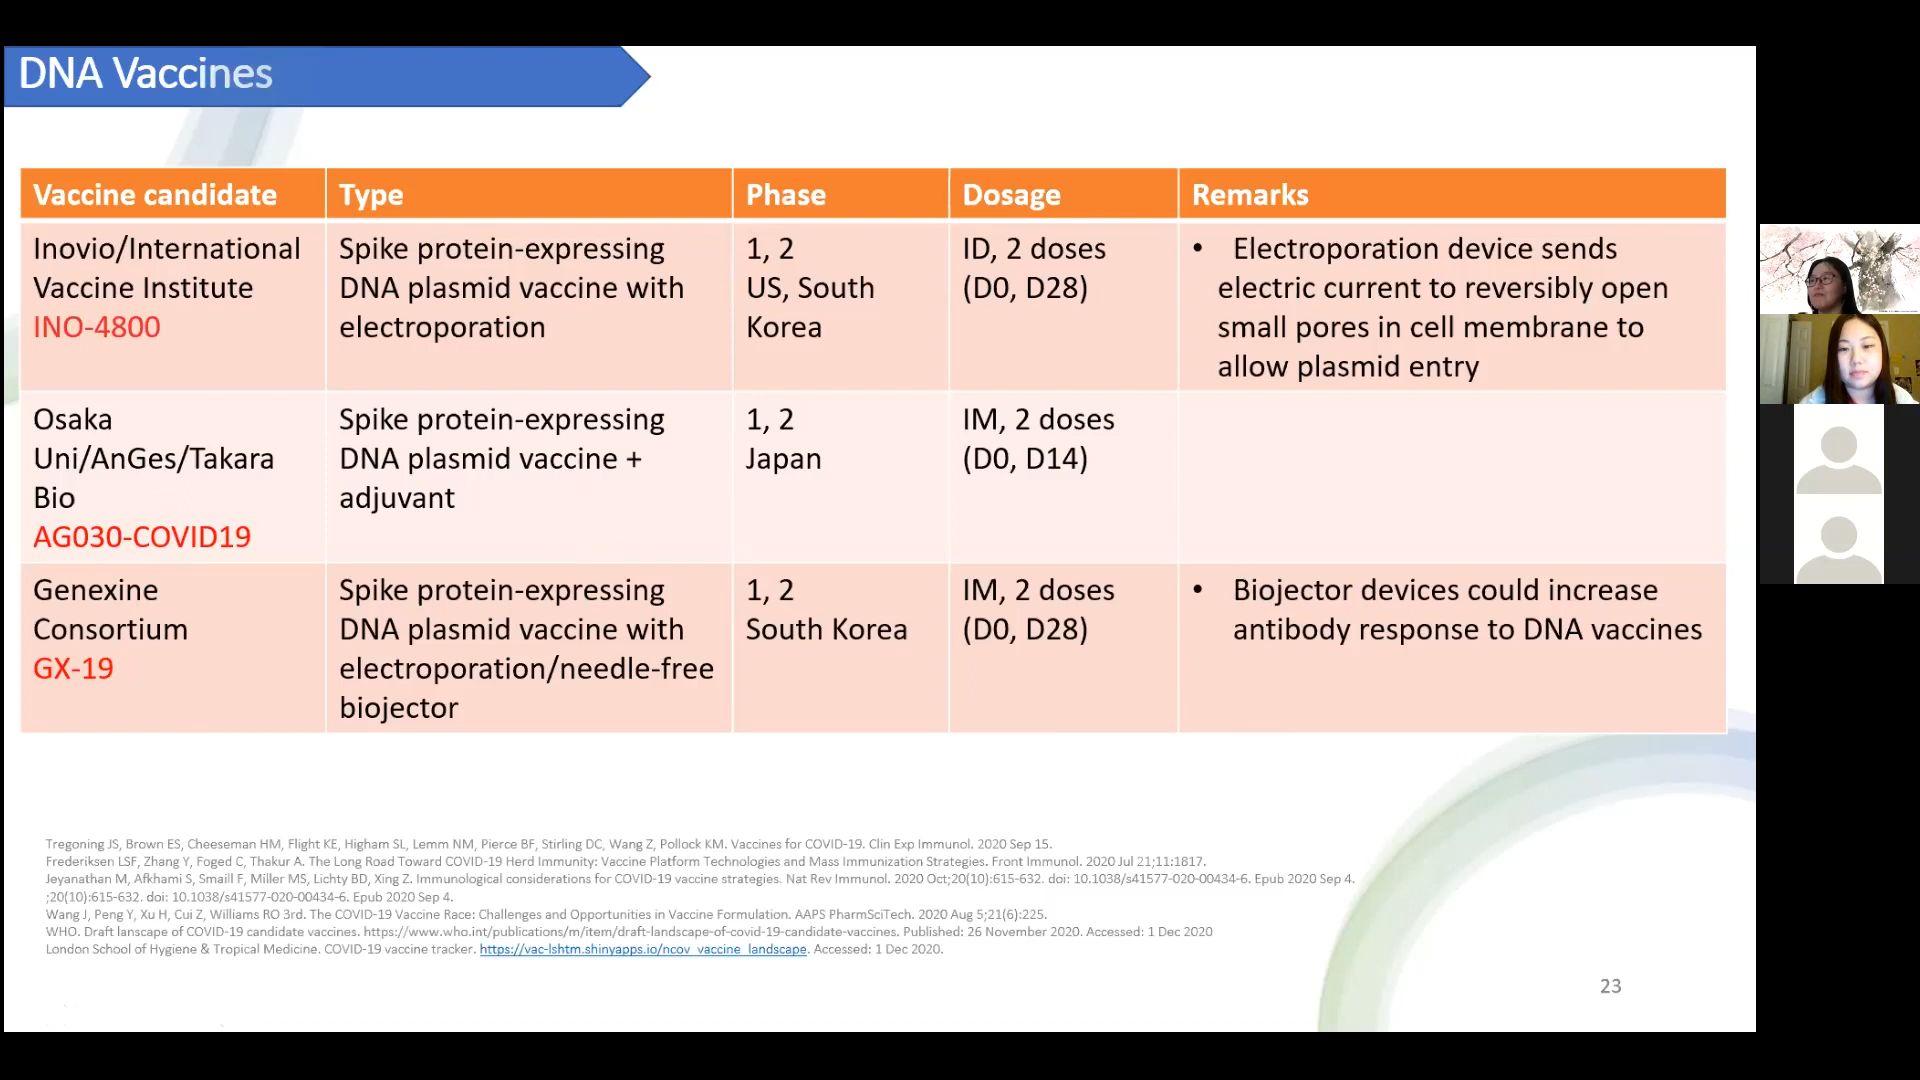 DNA Vaccines
Vaccine candidate
Type
Phase
Dosage
Remarks
Inovio/International
Vaccine Institute
INO-4800
Spike protein-expressing
DNA plasmid vaccine with
electroporation
1, 2
US, South
Korea
ID, 2 doses
(D0, D28)
• Electroporation device sends
electric current to reversibly open
small pores in cell membrane to
allow plasmid entry
Osaka
Uni/AnGes/Takara
Bio
AG030-COVID19
Spike protein-expressing
DNA plasmid vaccine +
adjuvant
1, 2
Japan
IM, 2 doses
(D0, D14)
Genexine
Consortium
GX-19
Spike protein-expressing
DNA plasmid vaccine with
electroporation/needle-free
biojector
1, 2
South Korea
IM, 2 doses
(D0, D28)
• Biojector devices could increase
antibody response to DNA vaccines
Tregoning JS, Brown ES, Cheeseman HM, Flight KE, Higham SL, Lemm NM, Pierce BF, Stirling DC, Wang Z, Pollock KM. Vaccines for COVID-19. Clin Exp Immunol. 2020 Sep 15.
Frederiksen LSF, Zhang Y, Foged C, Thakur A. The Long Road Toward COVID-19 Herd Immunity: Vaccine Platform Technologies and Mass Immunization Strategies. Front Immunol. 2020 Jul 21;11:1817.
Jeyanathan M, Afkhami S, Smaill F, Miller MS, Lichty BD, Xing Z. Immunological considerations for COVID-19 vaccine strategies. Nat Rev Immunol. 2020 Oct;20(10):615-632. doi: 10.1038/s41577-020-00434-6. Epub 2020 Sep 4.
;20(10):615-632. doi: 10.1038/s41577-020-00434-6. Epub 2020 Sep 4.
Wang J, Peng Y, Xu H, Cui Z, Williams RO 3rd. The COVID-19 Vaccine Race: Challenges and Opportunities in Vaccine Formulation. AAPS PharmSciTech. 2020 Aug 5;21(6):225.
WHO. Draft lanscape of COVID-19 candidate vaccines. https://www.who.int/publications/m/item/draft-landscape-of-covid-19-candidate-vaccines. Published: 26 November 2020. Accessed: 1 Dec 2020
London School of Hygiene & Tropical Medicine. COVID-19 vaccine tracker. https://vac-lshtm.shinyapps.io/ncov_vaccine_landscape. Accessed: 1 Dec 2020.
23